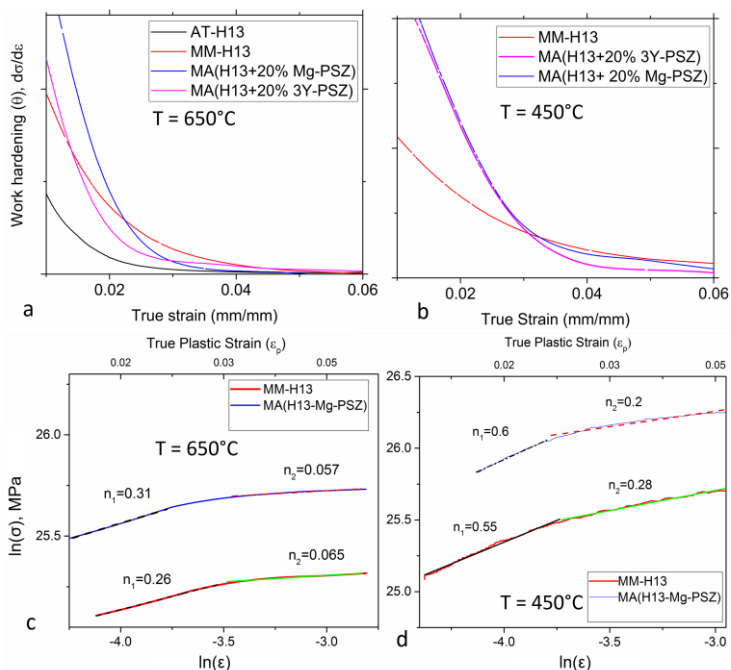 AT-H13
MM-H13
MA(H13+20% Mg-PSZ)
MA(H13+20% 3Y-PSZ)
T = 650°C
Work hardening (θ), dσ/dε
0.02
0.04
0.06
True strain (mm/mm)
a
MM-H13
MA(H13+20% 3Y-PSZ)
MA(H13+ 20% Mg-PSZ)
T = 450°C
0.02
0.04
0.06
True Strain (mm/mm)
b
True Plastic Strain (εp)
0.02
0.03
0.05
MM-H13
MA(H13-Mg-PSZ)
T = 650°C
26.0
25.5
ln(σ), MPa
n1=0.31
n2=0.057
n1=0.26
n2=0.065
-4.0
-3.5
-3.0
ln(ε)
c
True Plastic Strain (εp)
0.02
0.03
0.05
26.5
26.0
25.5
25.0
n2=0.2
n1=0.6
n2=0.28
n1=0.55
MM-H13
MA(H13-Mg-PSZ)
T = 450°C
-4.0
-3.5
-3.0
ln(ε)
d